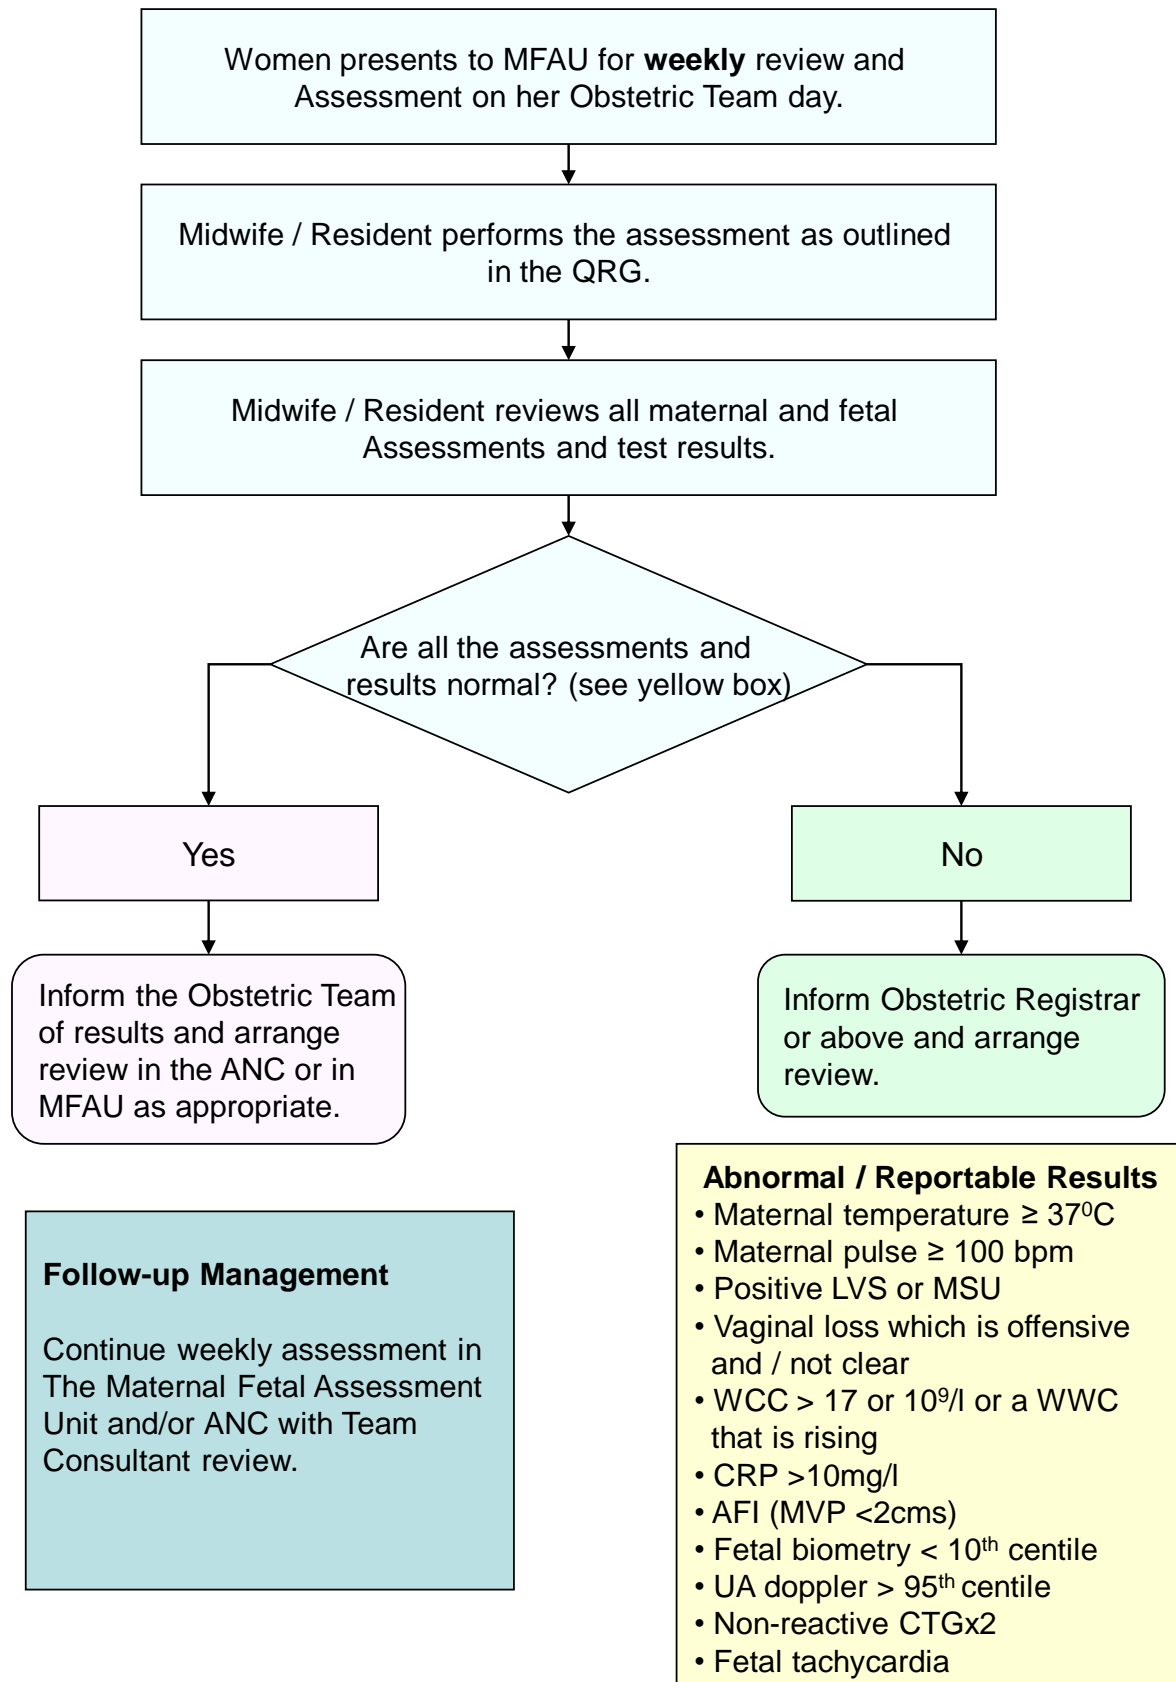 Women presents to MFAU for weekly review and
Assessment on her Obstetric Team day.
Midwife / Resident performs the assessment as outlined
in the QRG.
Midwife / Resident reviews all maternal and fetal
Assessments and test results.
Are all the assessments and
results normal? (see yellow box)
Yes
No
Inform the Obstetric Team
of results and arrange
review in the ANC or in
MFAU as appropriate.
Inform Obstetric Registrar
or above and arrange
review.
Follow-up Management
Continue weekly assessment in
The Maternal Fetal Assessment
Unit and/or ANC with Team
Consultant review.
Abnormal / Reportable Results
• Maternal temperature ≥ 37⁰C
• Maternal pulse ≥ 100 bpm
• Positive LVS or MSU
• Vaginal loss which is offensive
and / not clear
• WCC > 17 or 10⁹/l or a WWC
that is rising
• CRP >10mg/l
• AFI (MVP <2cms)
• Fetal biometry < 10ᵗʰ centile
• UA doppler > 95ᵗʰ centile
• Non-reactive CTGx2
• Fetal tachycardia